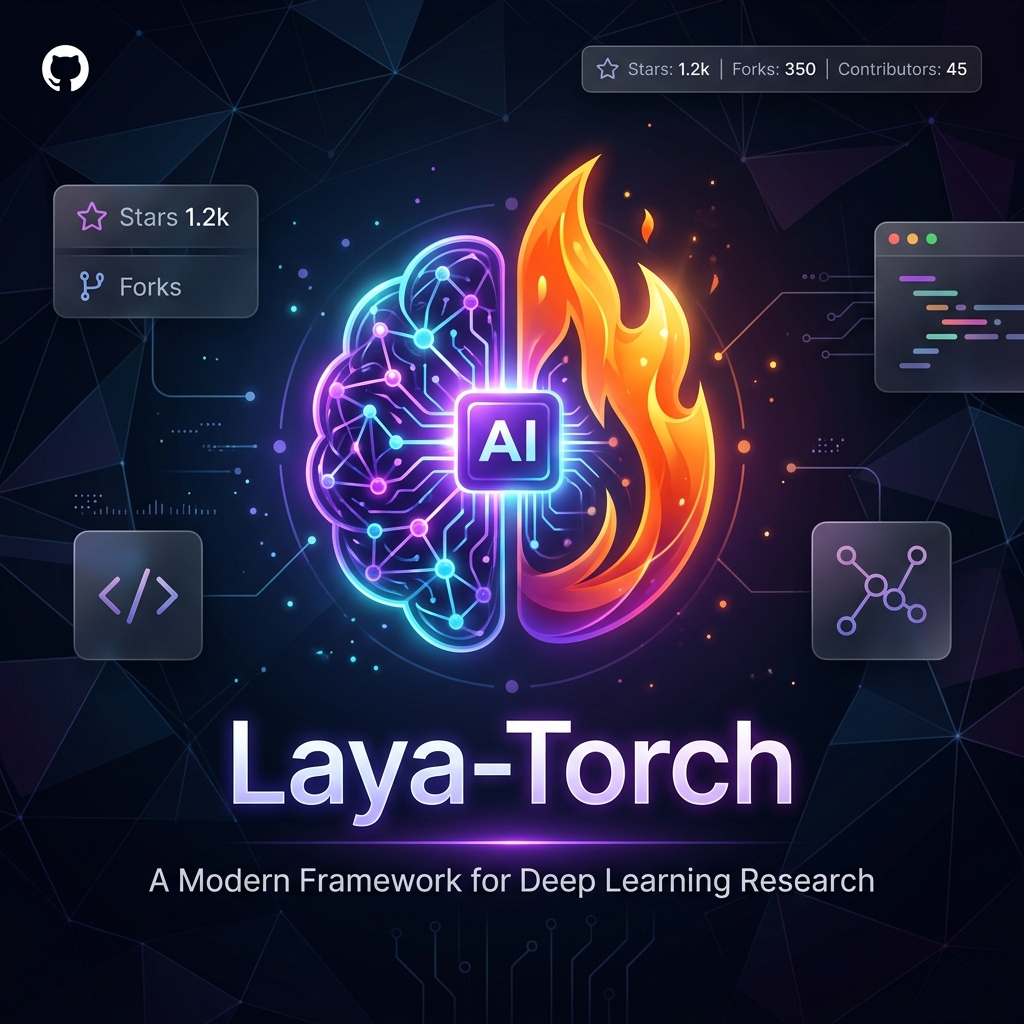 Stars: 1.2k | Forks: 350 | Contributors: 45
Stars 1.2k
Forks
AI
</>
Laya-Torch
A Modern Framework for Deep Learning Research